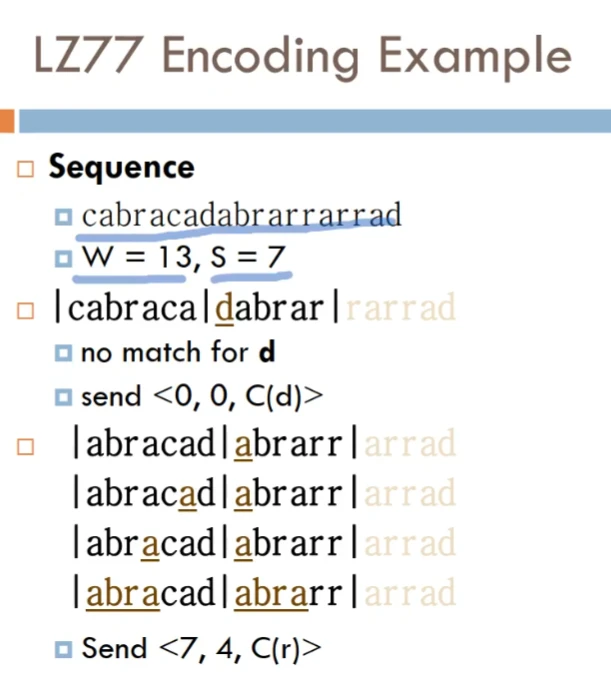 LZ77 Encoding Example
Sequence
cabracadabrarrarrad
W = 13, S = 7
|cabraca|dabrar|rarrad
no match for d
send <0, 0, C(d)>
|abracad|abrarr|arrad
|abracad|abrarr|arrad
|abracad|abrarr|arrad
|abracad|abrarr|arrad
Send <7, 4, C(r)>